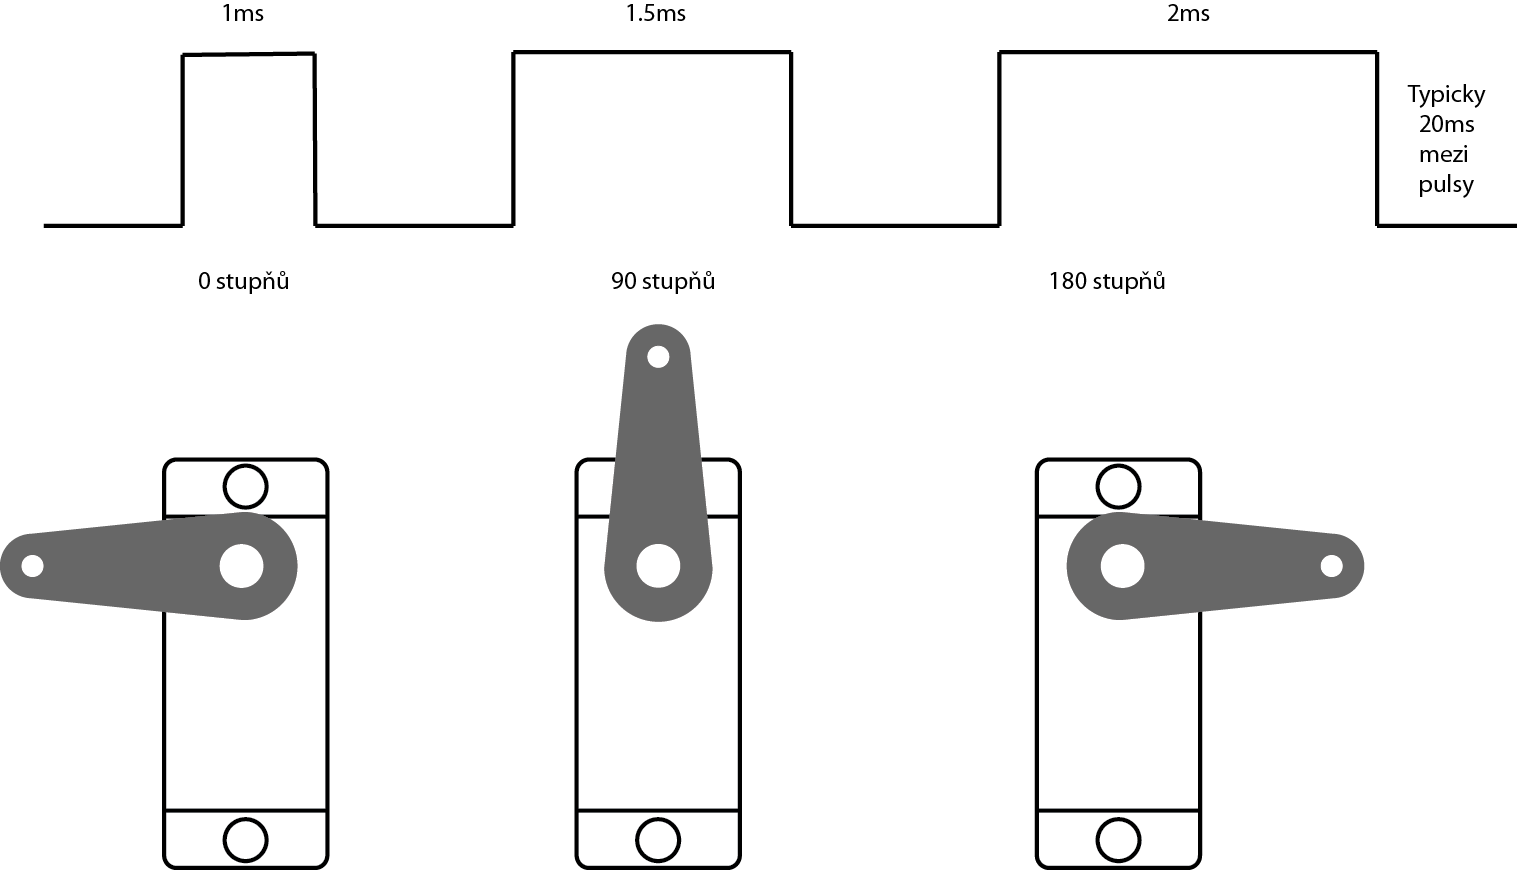 1ms
1.5ms
2ms
Typicky
20ms
mezi
pulsy
0 stupňů
90 stupňů
180 stupňů